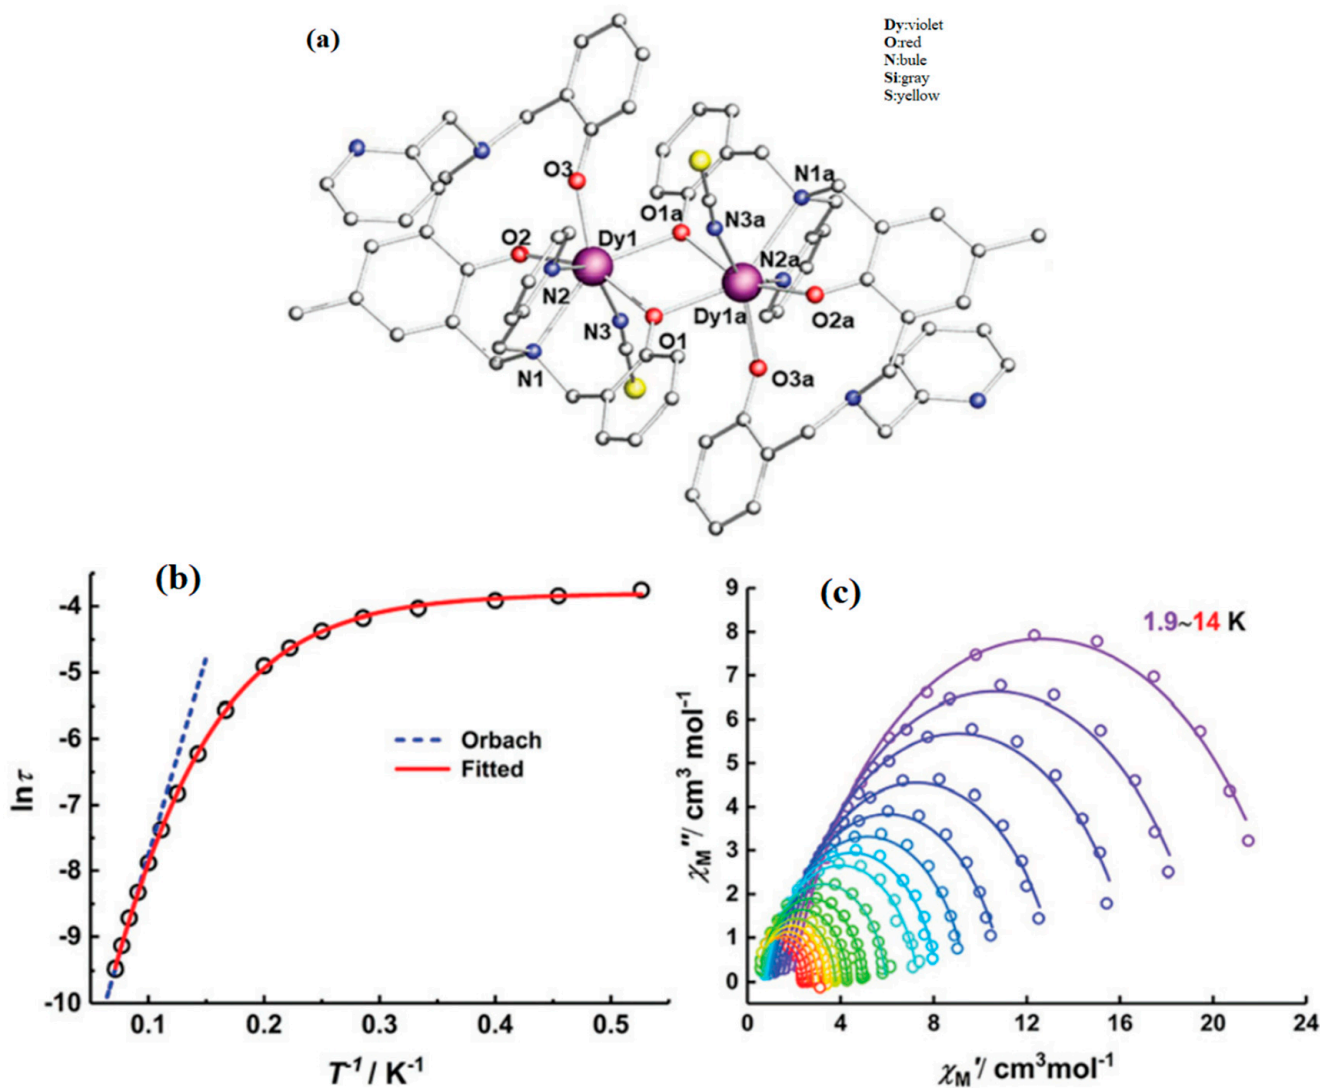 (a)
Dy:violet
O:red
N:bule
Si:gray
S:yellow
O3
N1a
O1a
N3a
O2
Dy1
N2a
N2
Dy1a
O2a
N3
O1
N1
O3a
(b)
-4
-5
-6
-7
-8
-9
-10
ln τ
Orbach
Fitted
0.1 0.2 0.3 0.4 0.5
T⁻¹ / K⁻¹
(c)
1.9~14 K
9
8
7
6
5
4
3
2
1
0
χM″/ cm³ mol⁻¹
0 4 8 12 16 20 24
χM′/ cm³mol⁻¹